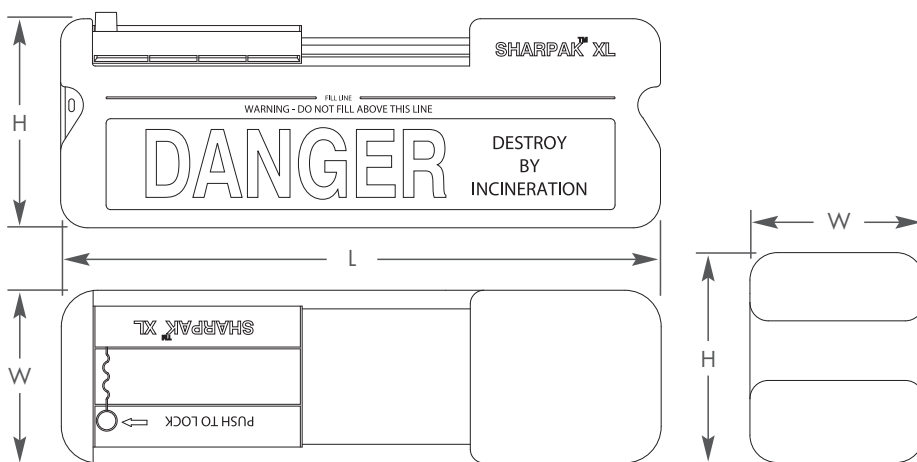 SHARPAK™ XL
FILL LINE
WARNING - DO NOT FILL ABOVE THIS LINE
DANGER
DESTROY
BY
INCINERATION
H
L
W
SHARPAK™ XL
PUSH TO LOCK
W
H